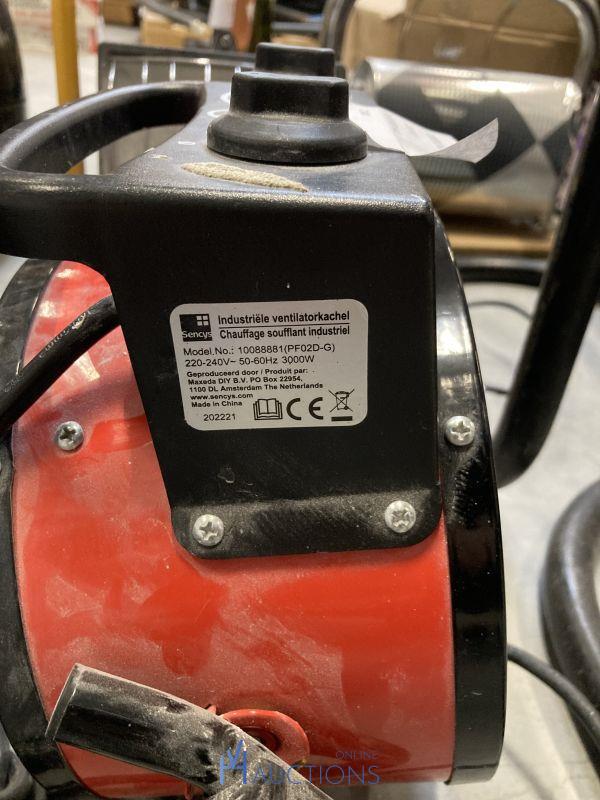 Sencys
Industriële ventilatorkachel
Chauffage soufflant industriel
Model.No.: 10088881(PF02D-G)
220-240V~ 50-60Hz 3000W
Geproduceerd door / Produit par:
Maxeda DIY B.V. PO Box 22954,
1100 DL Amsterdam The Netherlands
www.sencys.com
Made in China
202221
CE
ONLINE
AUCTIONS